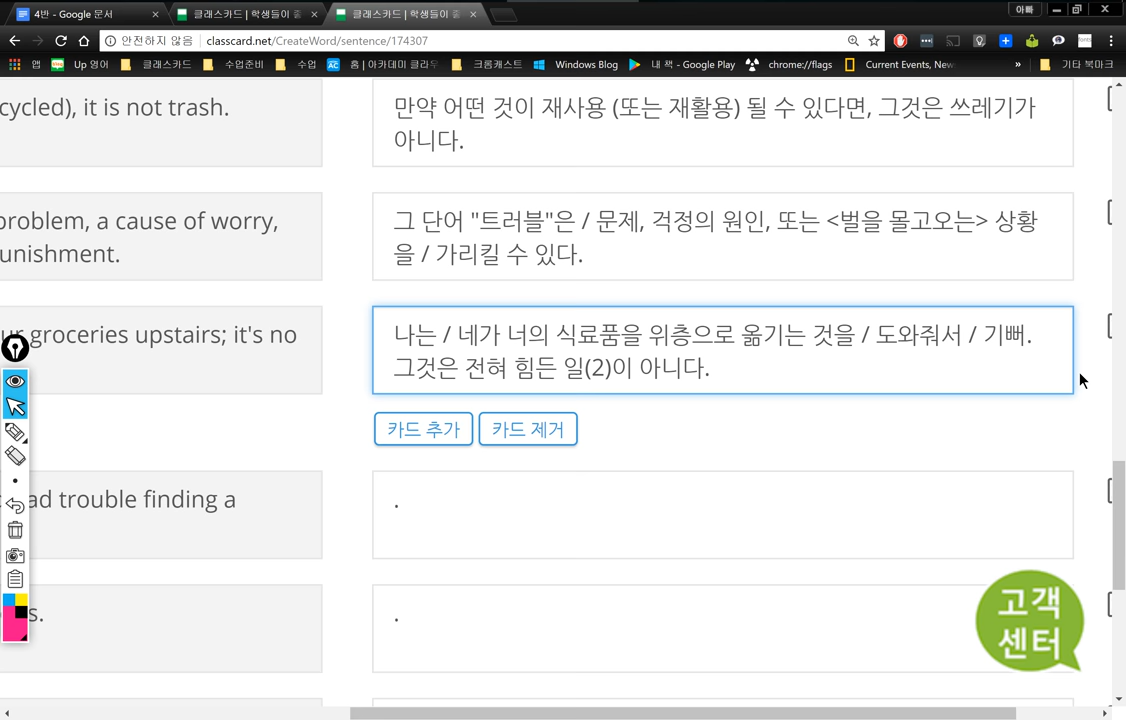 4반 - Google 문서
클래스카드 | 학생들이 좋
클래스카드 | 학생들이 좋
아빠
안전하지 않음
classcard.net/CreateWord/sentence/174307
앱
Up 영어
클래스카드
수업준비
수업
홈 | 아카데미 클라우
크롬캐스트
Windows Blog
내 책 - Google Play
chrome://flags
Current Events, New
»
기타 북마크
cycled), it is not trash.
만약 어떤 것이 재사용 (또는 재활용) 될 수 있다면, 그것은 쓰레기가
아니다.
problem, a cause of worry,
unishment.
그 단어 "트러블"은 / 문제, 걱정의 원인, 또는 <벌을 몰고오는> 상황
을 / 가리킬 수 있다.
ur groceries upstairs; it's no
나는 / 네가 너의 식료품을 위층으로 옮기는 것을 / 도와줘서 / 기뻐.
그것은 전혀 힘든 일(2)이 아니다.
카드 추가
카드 제거
ad trouble finding a
.
s.
.
고객
센터